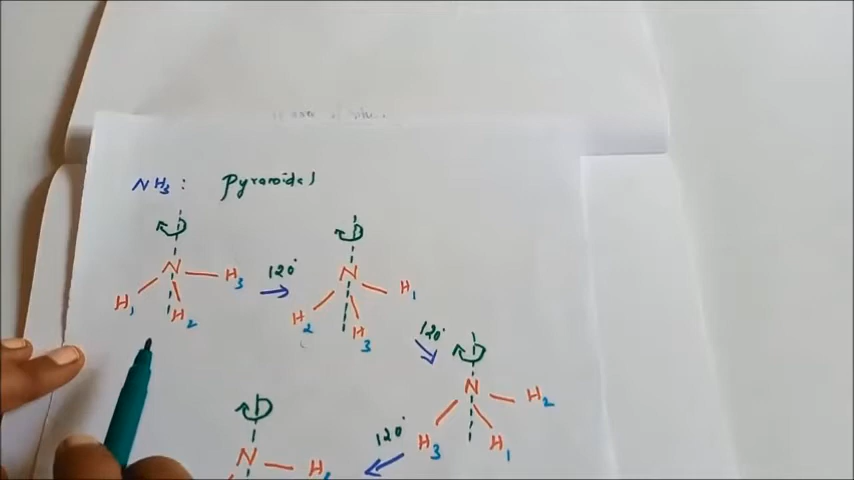 NH3 : Pyramidal
N H1 H2 H3
120°
N H2 H3 H1
120°
N H3 H1 H2
120°
N H